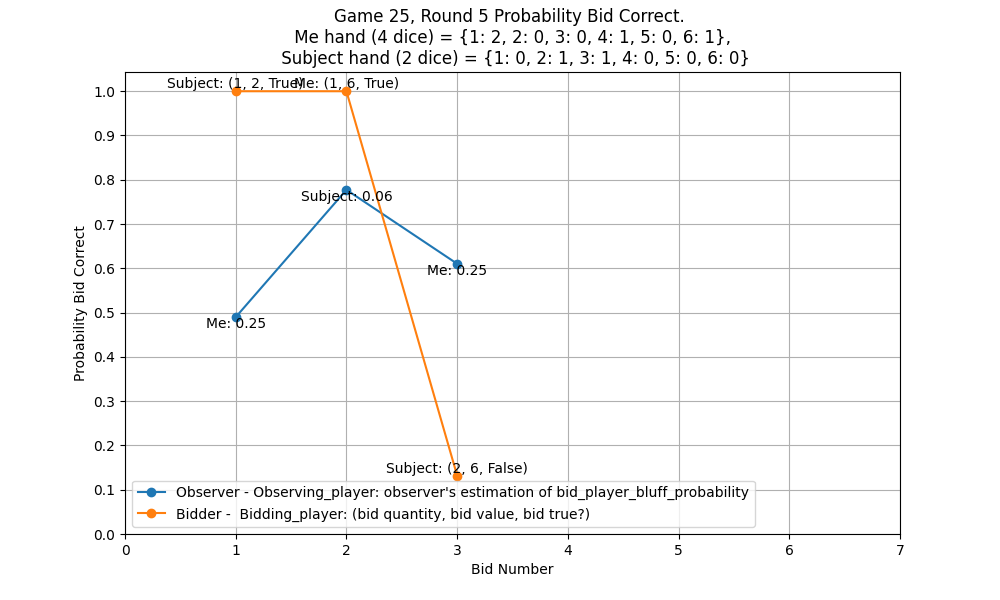 Game 25, Round 5 Probability Bid Correct.
Me hand (4 dice) = {1: 2, 2: 0, 3: 0, 4: 1, 5: 0, 6: 1},
Subject hand (2 dice) = {1: 0, 2: 1, 3: 1, 4: 0, 5: 0, 6: 0}
Subject: (1, 2, True)
Me: (1, 6, True)
Subject: 0.06
Me: 0.25
Me: 0.25
Subject: (2, 6, False)
Observer - Observing_player: observer's estimation of bid_player_bluff_probability
Bidder -  Bidding_player: (bid quantity, bid value, bid true?)
Probability Bid Correct
1.0
0.9
0.8
0.7
0.6
0.5
0.4
0.3
0.2
0.1
0.0
0 1 2 3 4 5 6 7
Bid Number